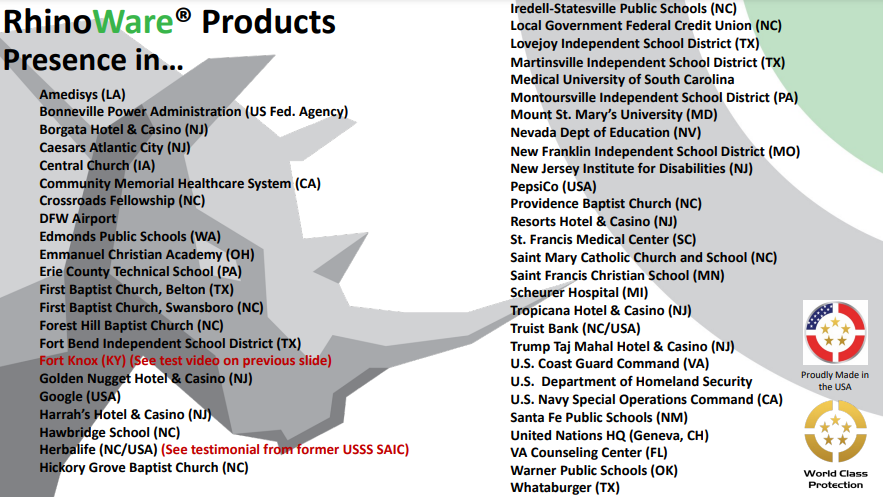 RhinoWare® Products
Presence in...
Amedisys (LA)
Bonneville Power Administration (US Fed. Agency)
Borgata Hotel & Casino (NJ)
Caesars Atlantic City (NJ)
Central Church (IA)
Community Memorial Healthcare System (CA)
Crossroads Fellowship (NC)
DFW Airport
Edmonds Public Schools (WA)
Emmanuel Christian Academy (OH)
Erie County Technical School (PA)
First Baptist Church, Belton (TX)
First Baptist Church, Swansboro (NC)
Forest Hill Baptist Church (NC)
Fort Bend Independent School District (TX)
Fort Knox (KY) (See test video on previous slide)
Golden Nugget Hotel & Casino (NJ)
Google (USA)
Harrah's Hotel & Casino (NJ)
Hawbridge School (NC)
Herbalife (NC/USA) (See testimonial from former USSS SAIC)
Hickory Grove Baptist Church (NC)
Iredell-Statesville Public Schools (NC)
Local Government Federal Credit Union (NC)
Lovejoy Independent School District (TX)
Martinsville Independent School District (TX)
Medical University of South Carolina
Montoursville Independent School District (PA)
Mount St. Mary's University (MD)
Nevada Dept of Education (NV)
New Franklin Independent School District (MO)
New Jersey Institute for Disabilities (NJ)
PepsiCo (USA)
Providence Baptist Church (NC)
Resorts Hotel & Casino (NJ)
St. Francis Medical Center (SC)
Saint Mary Catholic Church and School (NC)
Saint Francis Christian School (MN)
Scheurer Hospital (MI)
Tropicana Hotel & Casino (NJ)
Truist Bank (NC/USA)
Trump Taj Mahal Hotel & Casino (NJ)
U.S. Coast Guard Command (VA)
U.S. Department of Homeland Security
U.S. Navy Special Operations Command (CA)
Santa Fe Public Schools (NM)
United Nations HQ (Geneva, CH)
VA Counseling Center (FL)
Warner Public Schools (OK)
Whataburger (TX)
Proudly Made in
the USA
World Class
Protection